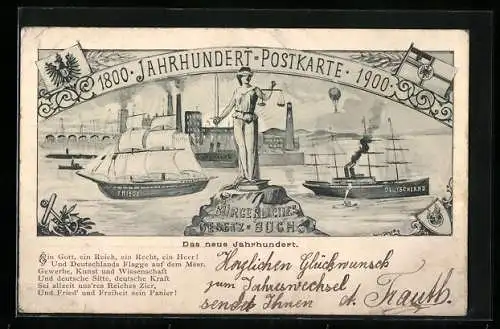 1800 · JAHRHUNDERT-POSTKARTE · 1900 ·
FRIEDE
DEUTSCHLAND
BÜRGERLICHES
GESETZ-BUCH
Das neue Jahrhundert.
Ein Gott, ein Reich, ein Recht, ein Heer!
Und Deutschlands Flagge auf dem Meer.
Gewerbe, Kunst und Wissenschaft
Und deutsche Sitte, deutsche Kraft
Sei allzeit uns'res Reiches Zier,
Und Fried' und Freiheit sein Panier!
Herzlichen Glückwunsch
zum Jahreswechsel
sendet Ihnen